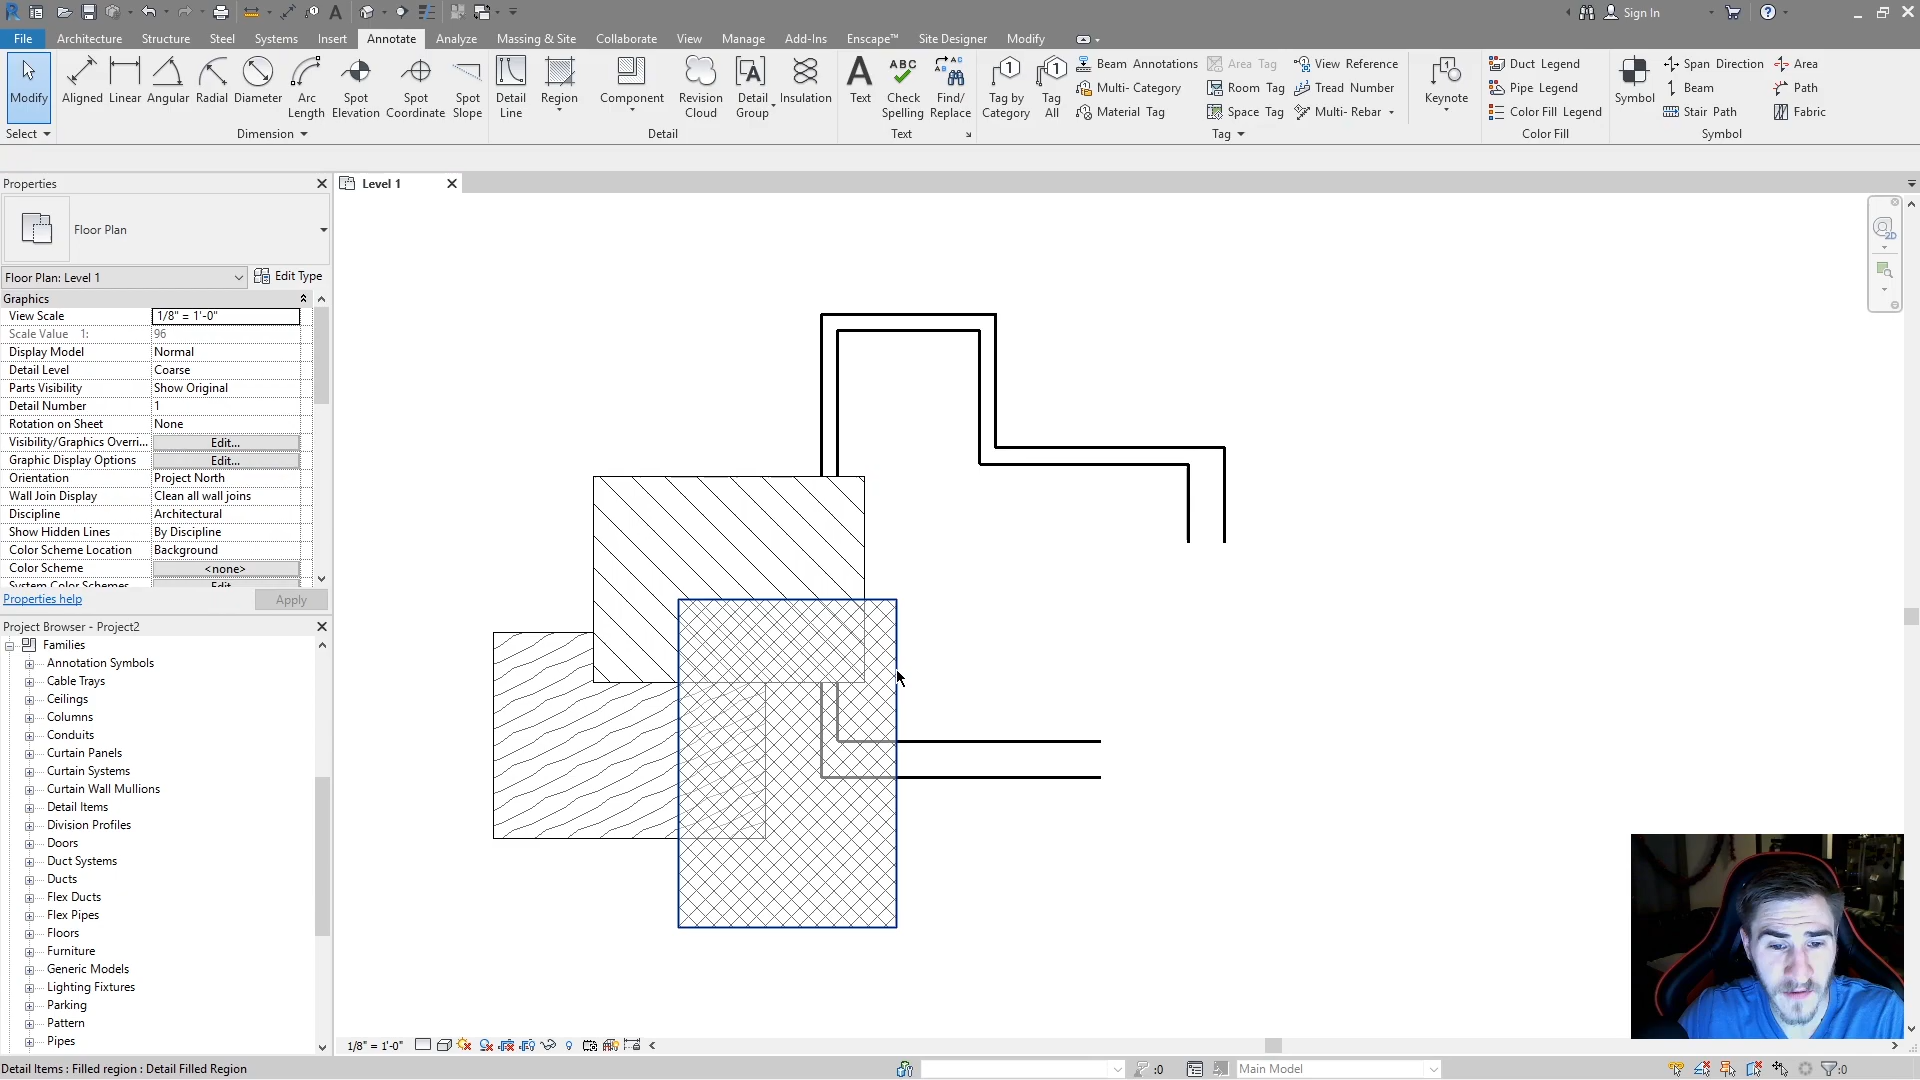 Sign In
File Architecture Structure Steel Systems Insert Annotate Analyze Massing & Site Collaborate View Manage Add-Ins Enscape™ Site Designer Modify
Modify Aligned Linear Angular Radial Diameter Arc Length Spot Elevation Spot Coordinate Spot Slope Detail Line Region Component Revision Cloud Detail Group Insulation Text Check Spelling Find/ Replace Tag by Category Tag All
Beam Annotations Area Tag View Reference
Multi- Category Room Tag Tread Number
Material Tag Space Tag Multi- Rebar
Keynote
Duct Legend
Pipe Legend
Color Fill Legend
Symbol
Span Direction Area
Beam Path
Stair Path Fabric
Select Dimension Detail Text Tag Color Fill Symbol
Properties
Level 1
Floor Plan
Floor Plan: Level 1 Edit Type
Graphics
View Scale 1/8" = 1'-0"
Scale Value 1: 96
Display Model Normal
Detail Level Coarse
Parts Visibility Show Original
Detail Number 1
Rotation on Sheet None
Visibility/Graphics Overri... Edit...
Graphic Display Options Edit...
Orientation Project North
Wall Join Display Clean all wall joins
Discipline Architectural
Show Hidden Lines By Discipline
Color Scheme Location Background
Color Scheme <none>
System Color Schemes Edit
Properties help Apply
Project Browser - Project2
Families
Annotation Symbols
Cable Trays
Ceilings
Columns
Conduits
Curtain Panels
Curtain Systems
Curtain Wall Mullions
Detail Items
Division Profiles
Doors
Duct Systems
Ducts
Flex Ducts
Flex Pipes
Floors
Furniture
Generic Models
Lighting Fixtures
Parking
Pattern
Pipes
1/8" = 1'-0"
Detail Items : Filled region : Detail Filled Region
:0
Main Model
:0